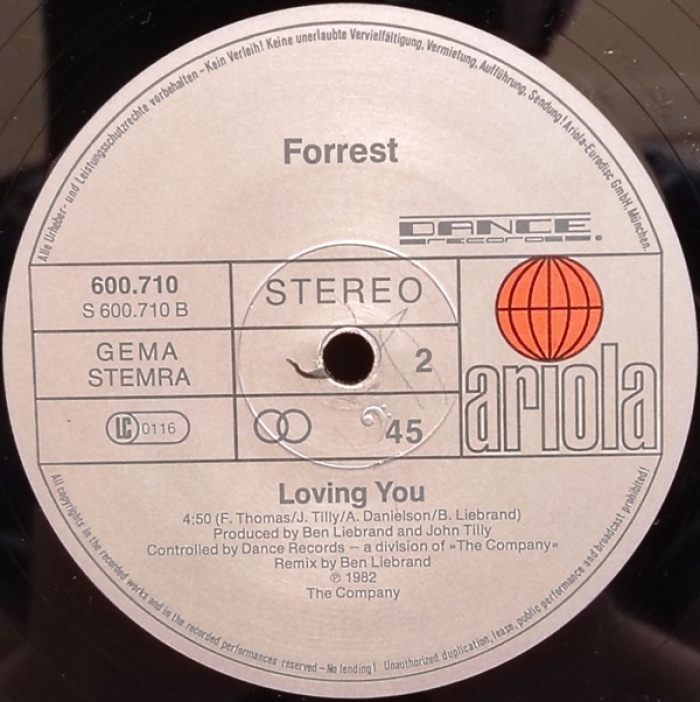 Alle Urheber- und Leistungsschutzrechte vorbehalten – Kein Verleih! Keine unerlaubte Vervielfältigung, Vermietung, Aufführung, Sendung! Ariola-Eurodisc GmbH, München.
Forrest
DANCE
records
600.710
S 600.710 B
STEREO
GEMA
STEMRA
2
LC 0116
45
ariola
Loving You
4:50 (F. Thomas/J. Tilly/A. Danielson/B. Liebrand)
Produced by Ben Liebrand and John Tilly
Controlled by Dance Records – a division of »The Company«
Remix by Ben Liebrand
℗ 1982
The Company
All copyrights in the recorded works and in the recorded performances reserved – No lending! Unauthorized duplication, lease, public performance and broadcast prohibited!